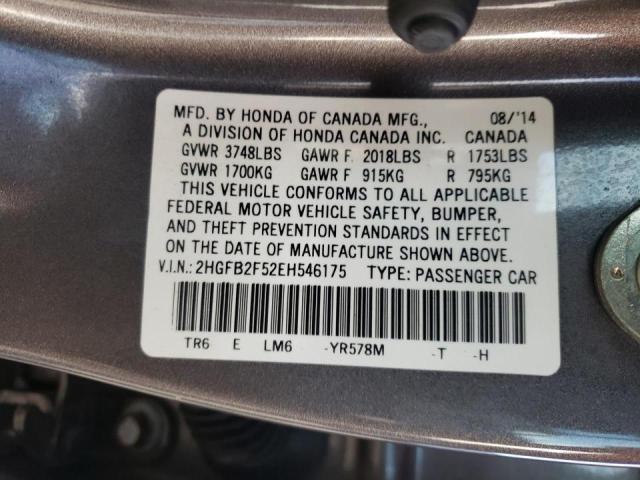 MFD. BY HONDA OF CANADA MFG., 08/'14
A DIVISION OF HONDA CANADA INC. CANADA
GVWR 3748LBS GAWR F. 2018LBS R 1753LBS
GVWR 1700KG GAWR F 915KG R 795KG
THIS VEHICLE CONFORMS TO ALL APPLICABLE
FEDERAL MOTOR VEHICLE SAFETY, BUMPER,
AND THEFT PREVENTION STANDARDS IN EFFECT
ON THE DATE OF MANUFACTURE SHOWN ABOVE.
V.I.N.: 2HGFB2F52EH546175 TYPE: PASSENGER CAR
TR6 E LM6 -YR578M -T -H